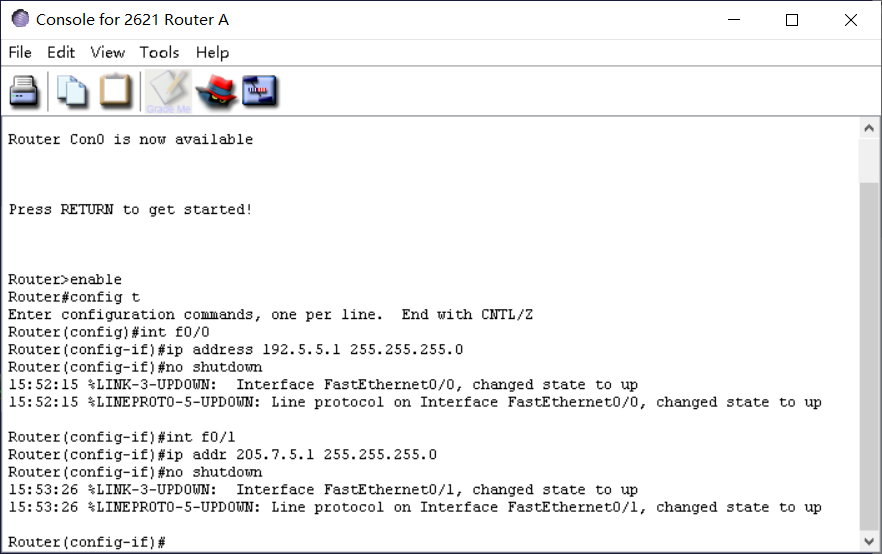 Console for 2621 Router A
File Edit View Tools Help
Grade Me
Router Con0 is now available
Press RETURN to get started!
Router>enable
Router#config t
Enter configuration commands, one per line.  End with CNTL/Z
Router(config)#int f0/0
Router(config-if)#ip address 192.5.5.1 255.255.255.0
Router(config-if)#no shutdown
15:52:15 %LINK-3-UPDOWN:  Interface FastEthernet0/0, changed state to up
15:52:15 %LINEPROTO-5-UPDOWN: Line protocol on Interface FastEthernet0/0, changed state to up
Router(config-if)#int f0/1
Router(config-if)#ip addr 205.7.5.1 255.255.255.0
Router(config-if)#no shutdown
15:53:26 %LINK-3-UPDOWN:  Interface FastEthernet0/1, changed state to up
15:53:26 %LINEPROTO-5-UPDOWN: Line protocol on Interface FastEthernet0/1, changed state to up
Router(config-if)#